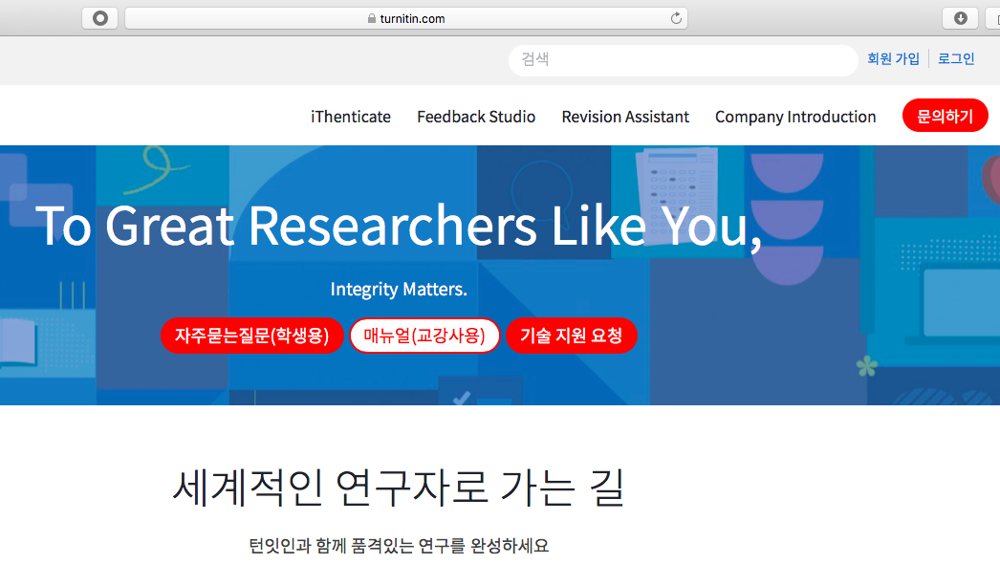 turnitin.com
검색
회원 가입 로그인
iThenticate Feedback Studio Revision Assistant Company Introduction 문의하기
To Great Researchers Like You,
Integrity Matters.
자주묻는질문(학생용) 매뉴얼(교강사용) 기술 지원 요청
세계적인 연구자로 가는 길
턴잇인과 함께 품격있는 연구를 완성하세요